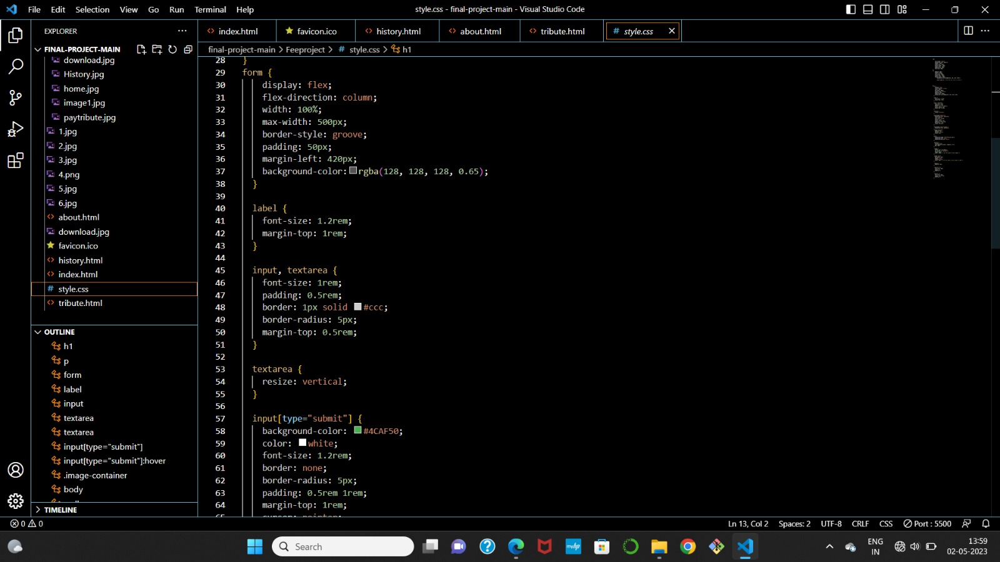 File Edit Selection View Go Run Terminal Help
style.css - final-project-main - Visual Studio Code
EXPLORER
FINAL-PROJECT-MAIN
download.jpg
History.jpg
home.jpg
image1.jpg
paytribute.jpg
1.jpg
2.jpg
3.jpg
4.png
5.jpg
6.jpg
about.html
download.jpg
favicon.ico
history.html
index.html
# style.css
tribute.html
OUTLINE
h1
p
form
label
input
textarea
textarea
input[type="submit"]
input[type="submit"]:hover
.image-container
body
TIMELINE
index.html favicon.ico history.html about.html tribute.html # style.css
final-project-main > Feeproject > # style.css > h1
28 }
29 form {
30 display: flex;
31 flex-direction: column;
32 width: 100%;
33 max-width: 500px;
34 border-style: groove;
35 padding: 50px;
36 margin-left: 420px;
37 background-color: rgba(128, 128, 128, 0.65);
38 }
39
40 label {
41 font-size: 1.2rem;
42 margin-top: 1rem;
43 }
44
45 input, textarea {
46 font-size: 1rem;
47 padding: 0.5rem;
48 border: 1px solid #ccc;
49 border-radius: 5px;
50 margin-top: 0.5rem;
51 }
52
53 textarea {
54 resize: vertical;
55 }
56
57 input[type="submit"] {
58 background-color: #4CAF50;
59 color: white;
60 font-size: 1.2rem;
61 border: none;
62 border-radius: 5px;
63 padding: 0.5rem 1rem;
64 margin-top: 1rem;
65 cursor: pointer;
0 0
Ln 13, Col 2 Spaces: 2 UTF-8 CRLF CSS Port : 5500
Search
myhp
ENG
IN
13:59
02-05-2023